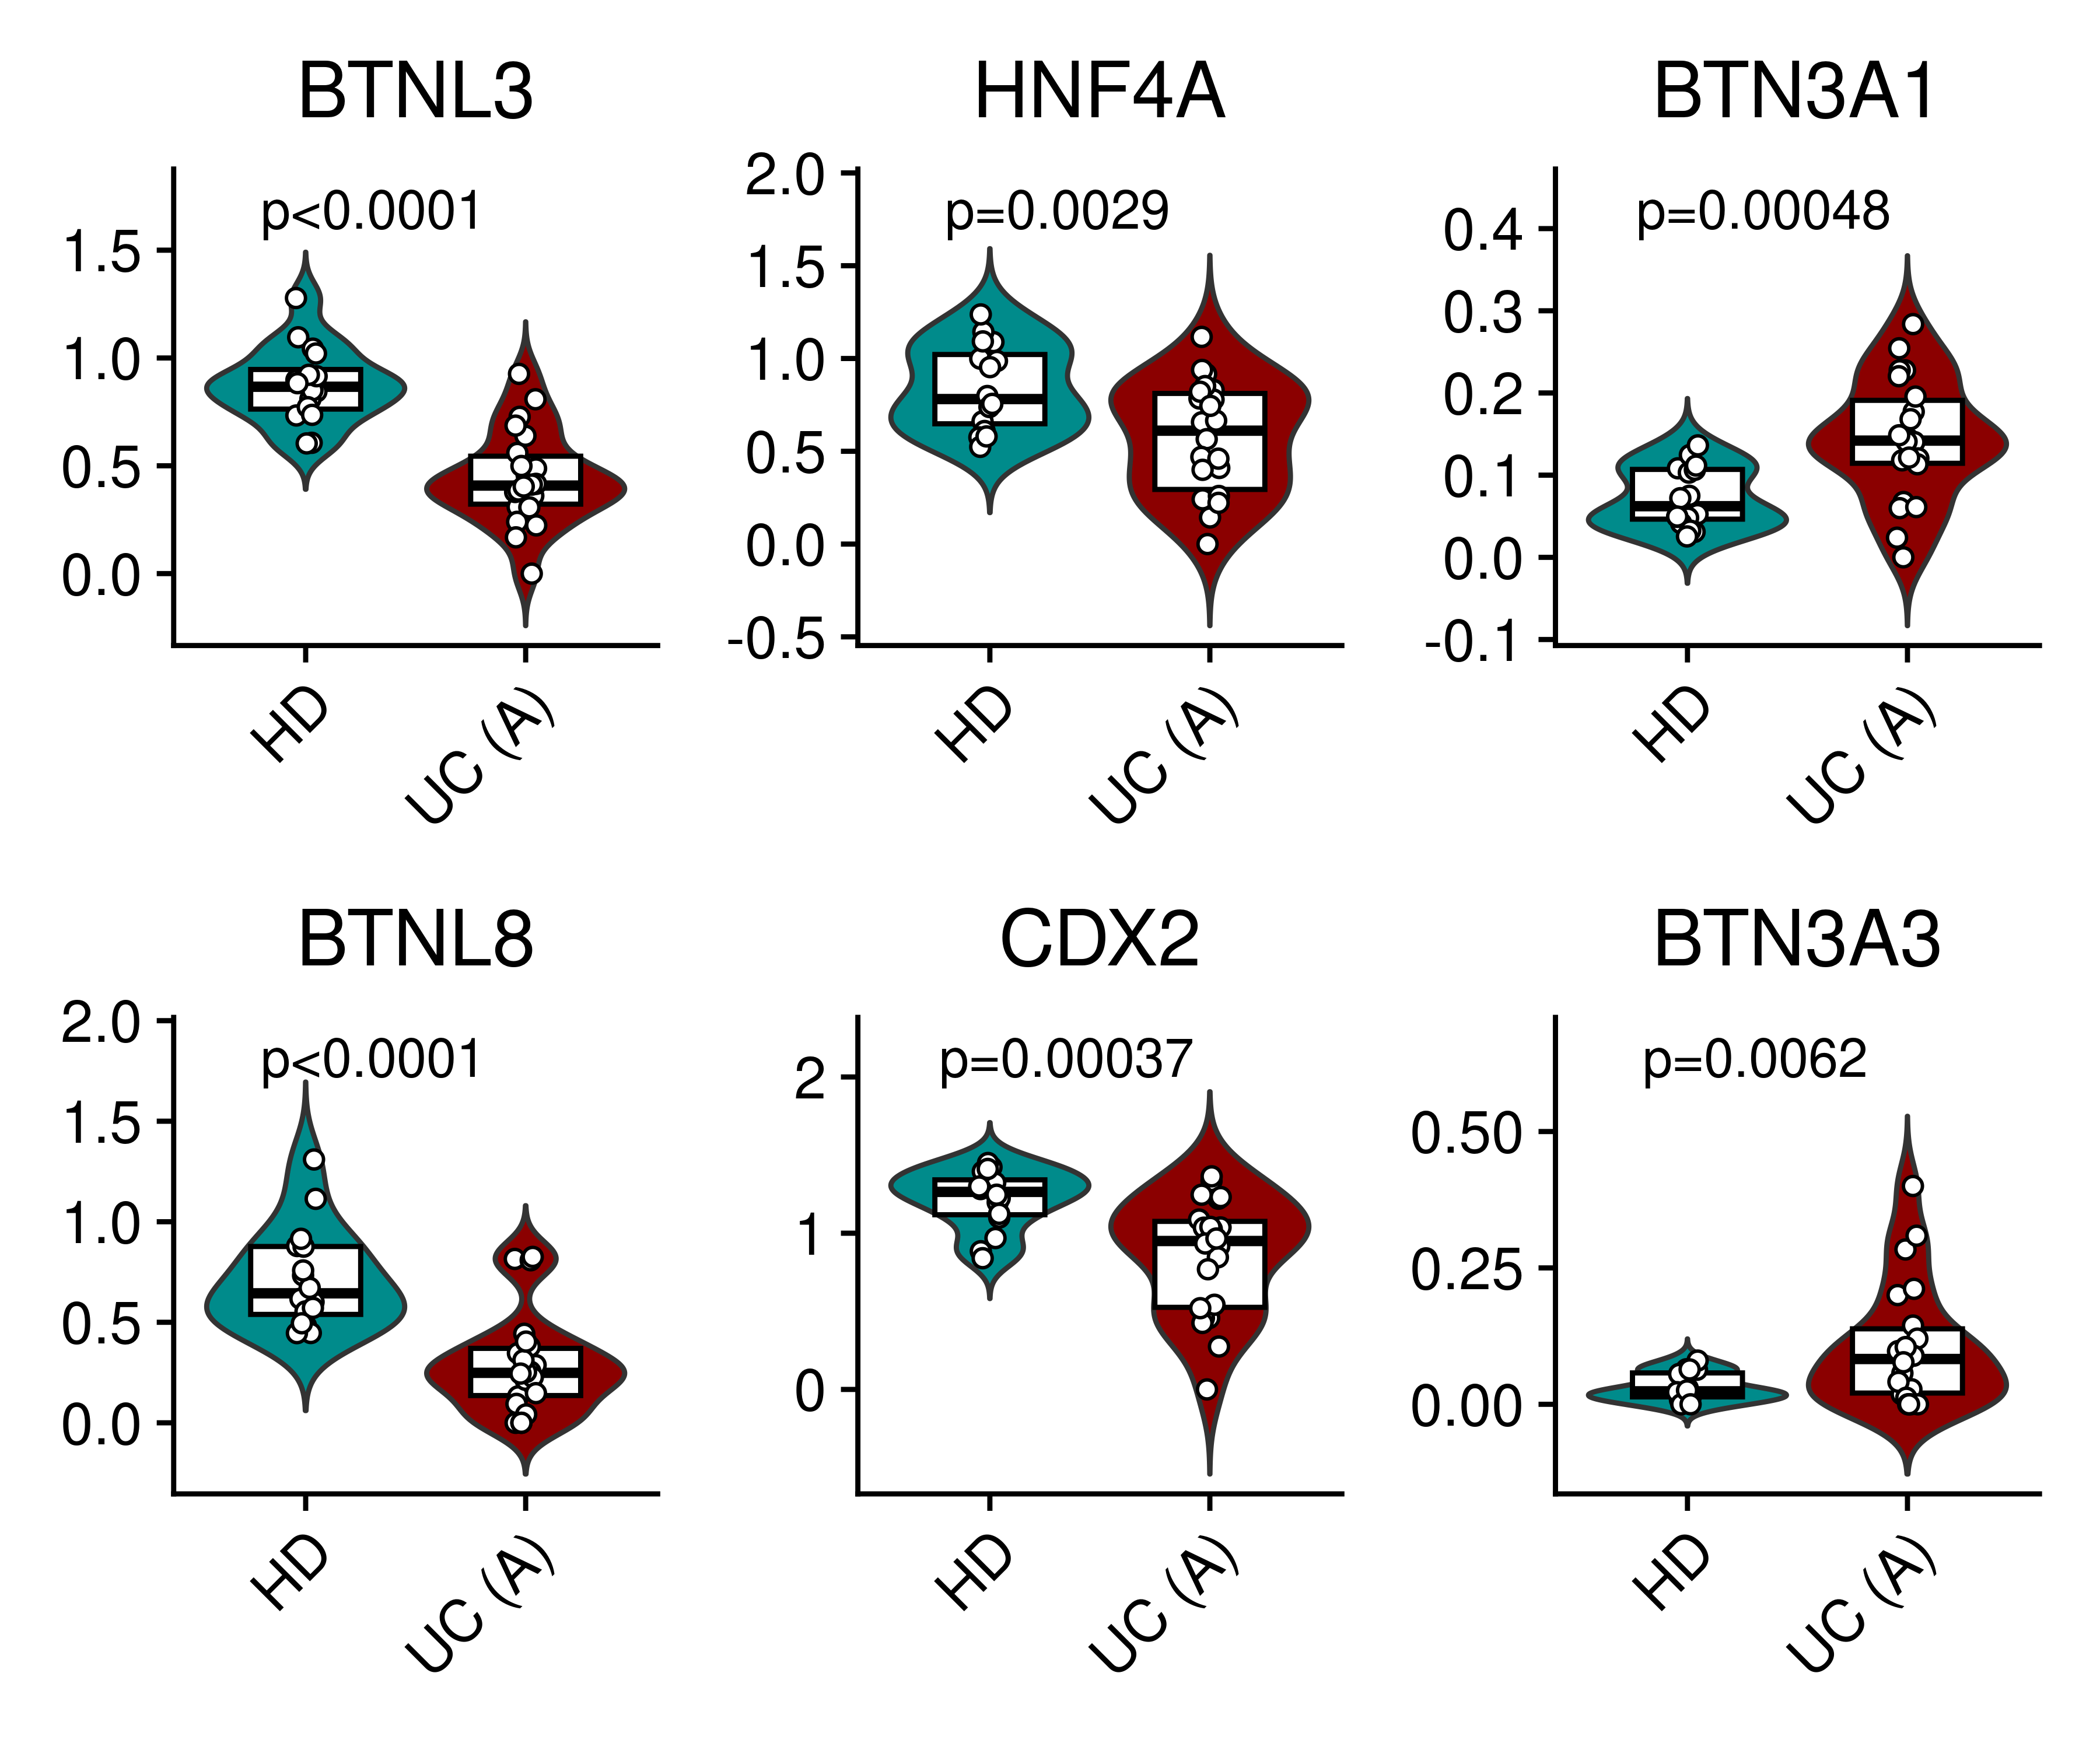 BTNL3
p<0.0001
1.5
1.0
0.5
0.0
HD
UC (A)
HNF4A
p=0.0029
2.0
1.5
1.0
0.5
0.0
-0.5
HD
UC (A)
BTN3A1
p=0.00048
0.4
0.3
0.2
0.1
0.0
-0.1
HD
UC (A)
BTNL8
p<0.0001
2.0
1.5
1.0
0.5
0.0
HD
UC (A)
CDX2
p=0.00037
2
1
0
HD
UC (A)
BTN3A3
p=0.0062
0.50
0.25
0.00
HD
UC (A)